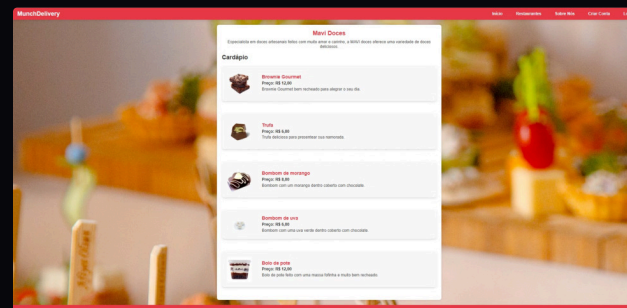 MunchDelivery
Início Restaurantes Sobre Nós Criar Conta
Mavi Doces
Especialista em doces artesanais feitos com muito amor e carinho, a MAVI doces oferece uma variedade de doces
deliciosos.
Cardápio
Brownie Gourmet
Preço: R$ 12,00
Brownie Gourmet bem recheado para alegrar o seu dia.
Trufa
Preço: R$ 5,00
Trufa deliciosa para presentear sua namorada.
Bombom de morango
Preço: R$ 8,00
Bombom com um morango dentro coberto com chocolate.
Bombom de uva
Preço: R$ 6,00
Bombom com uma uva verde dentro coberto com chocolate.
Bolo de pote
Preço: R$ 12,00
Bolo de pote feito com uma massa fofinha e muito bem recheado.